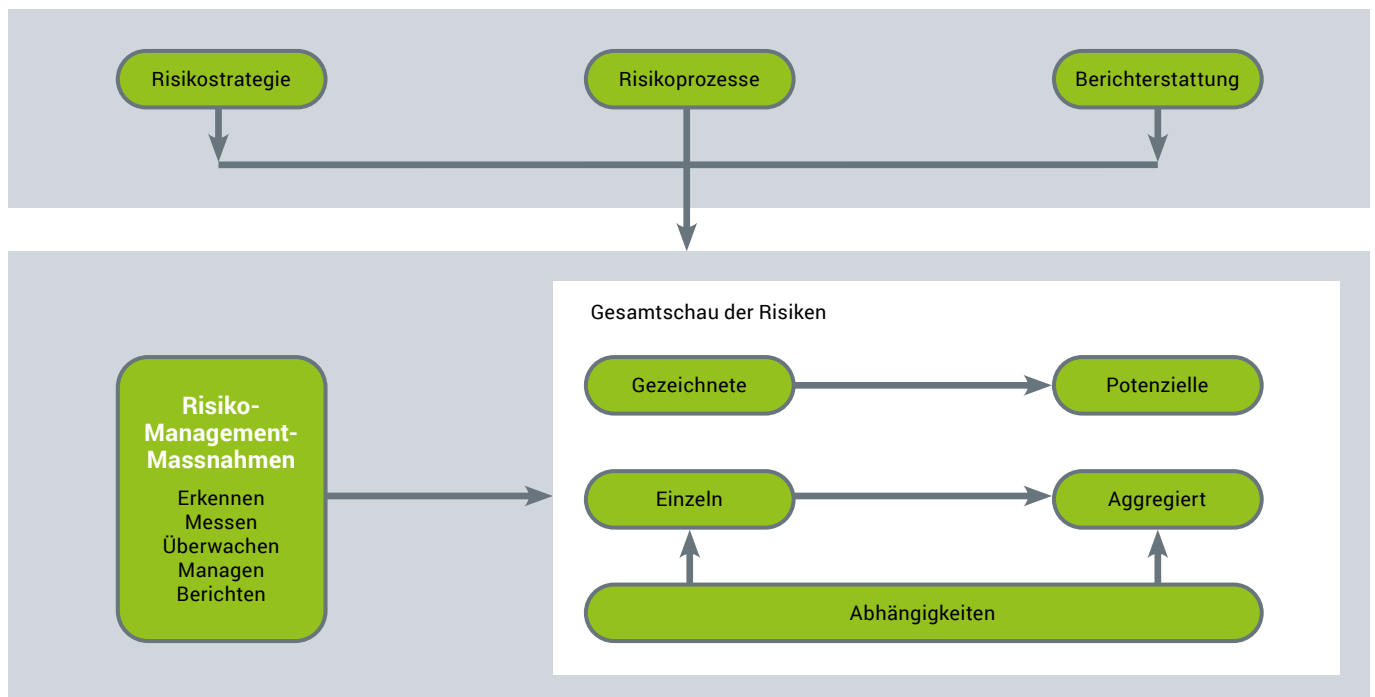 Risikostrategie
Risikoprozesse
Berichterstattung
Risiko-
Management-
Massnahmen
Erkennen
Messen
Überwachen
Managen
Berichten
Gesamtschau der Risiken
Gezeichnete
Potenzielle
Einzeln
Aggregiert
Abhängigkeiten